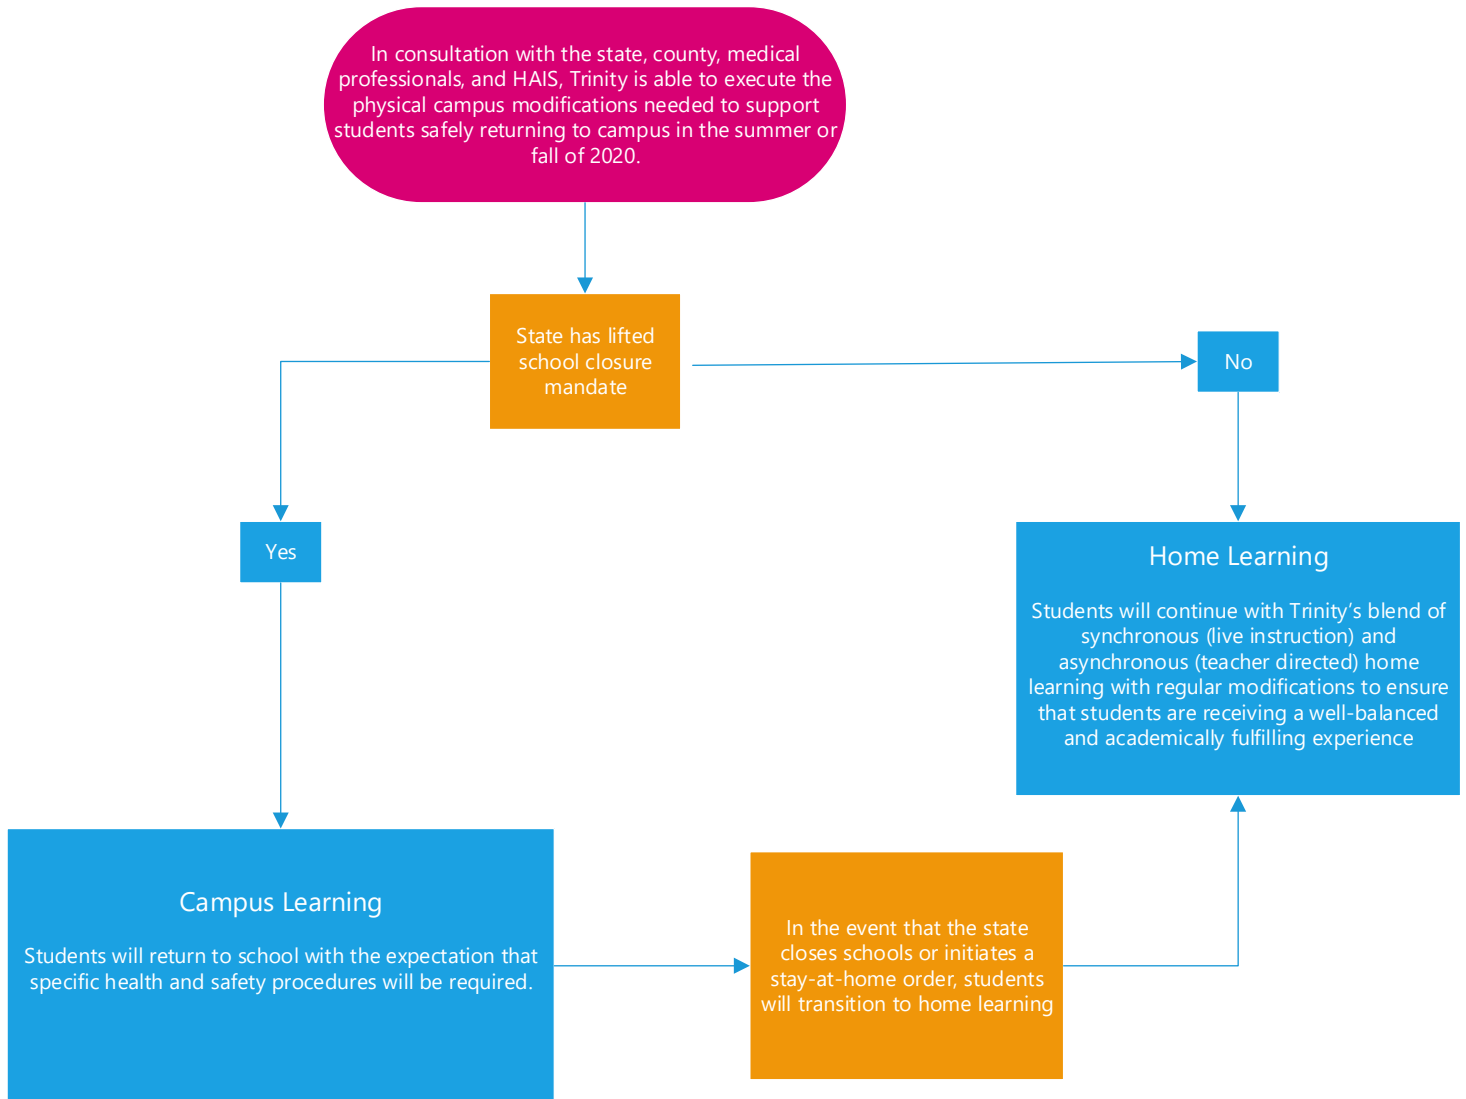 In consultation with the state, county, medical
professionals, and HAIS, Trinity is able to execute the
physical campus modifications needed to support
students safely returning to campus in the summer or
fall of 2020.
State has lifted
school closure
mandate
No
Yes
Home Learning
Students will continue with Trinity’s blend of
synchronous (live instruction) and
asynchronous (teacher directed) home
learning with regular modifications to ensure
that students are receiving a well-balanced
and academically fulfilling experience
Campus Learning
Students will return to school with the expectation that
specific health and safety procedures will be required.
In the event that the state
closes schools or initiates a
stay-at-home order, students
will transition to home learning